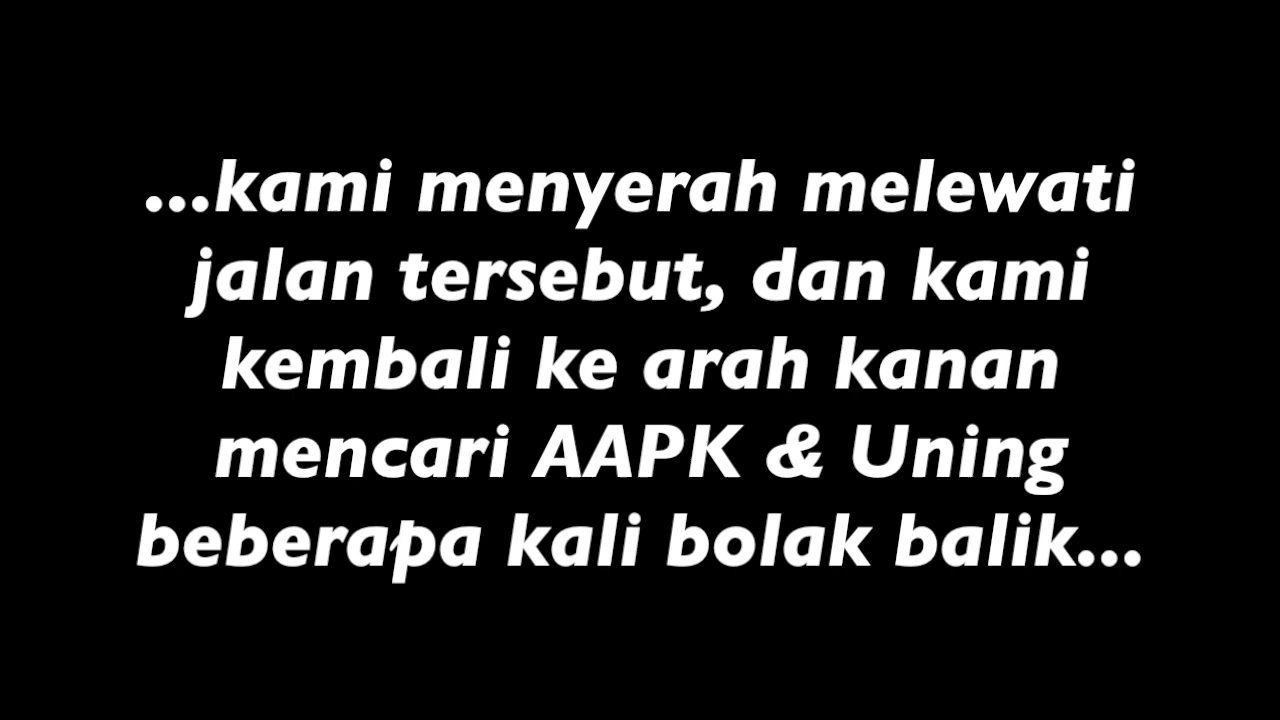 ...kami menyerah melewati
jalan tersebut, dan kami
kembali ke arah kanan
mencari AAPK & Uning
beberapa kali bolak balik...